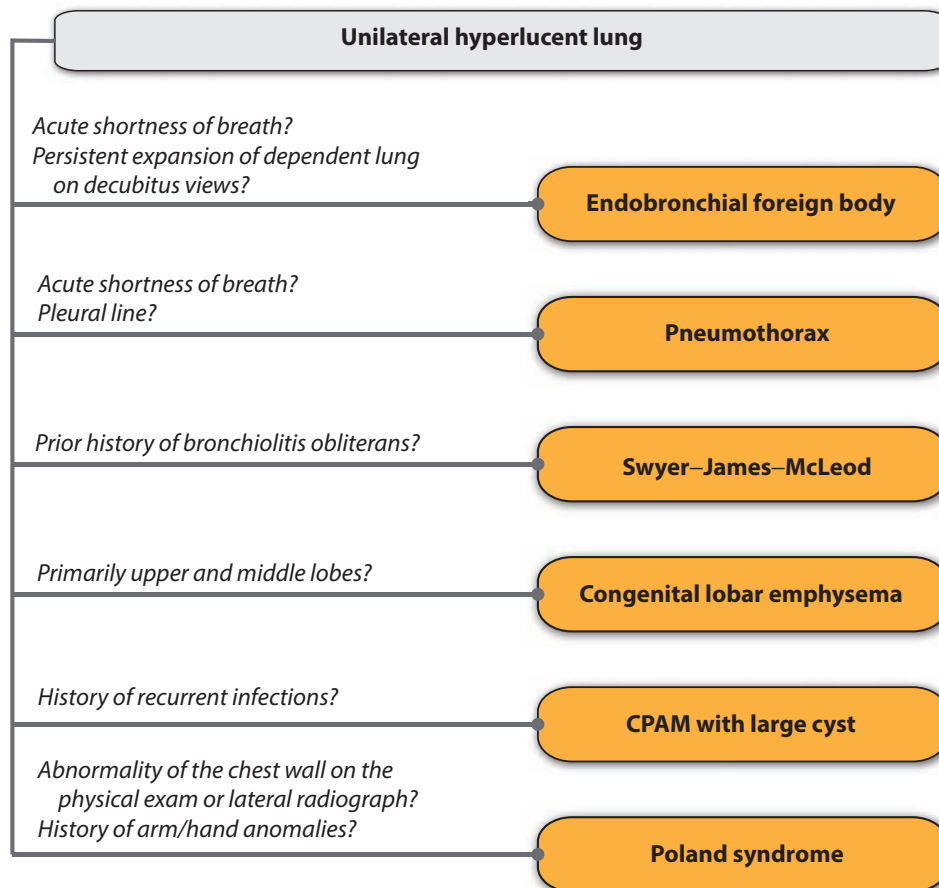 Unilateral hyperlucent lung
Acute shortness of breath?
Persistent expansion of dependent lung
on decubitus views?
Endobronchial foreign body
Acute shortness of breath?
Pleural line?
Pneumothorax
Prior history of bronchiolitis obliterans?
Swyer–James–McLeod
Primarily upper and middle lobes?
Congenital lobar emphysema
History of recurrent infections?
CPAM with large cyst
Abnormality of the chest wall on the
physical exam or lateral radiograph?
History of arm/hand anomalies?
Poland syndrome